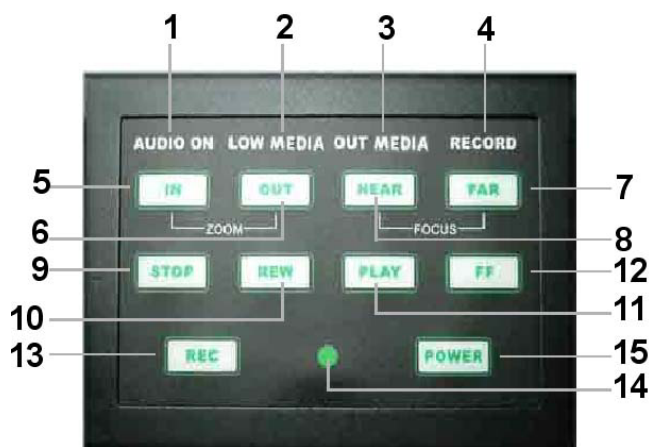 1 2 3 4
AUDIO ON LOW MEDIA OUT MEDIA RECORD
5 IN OUT NEAR FAR 7
6 ZOOM FOCUS 8
9 STOP REW PLAY FF 12
10 11
13 REC POWER 15
14